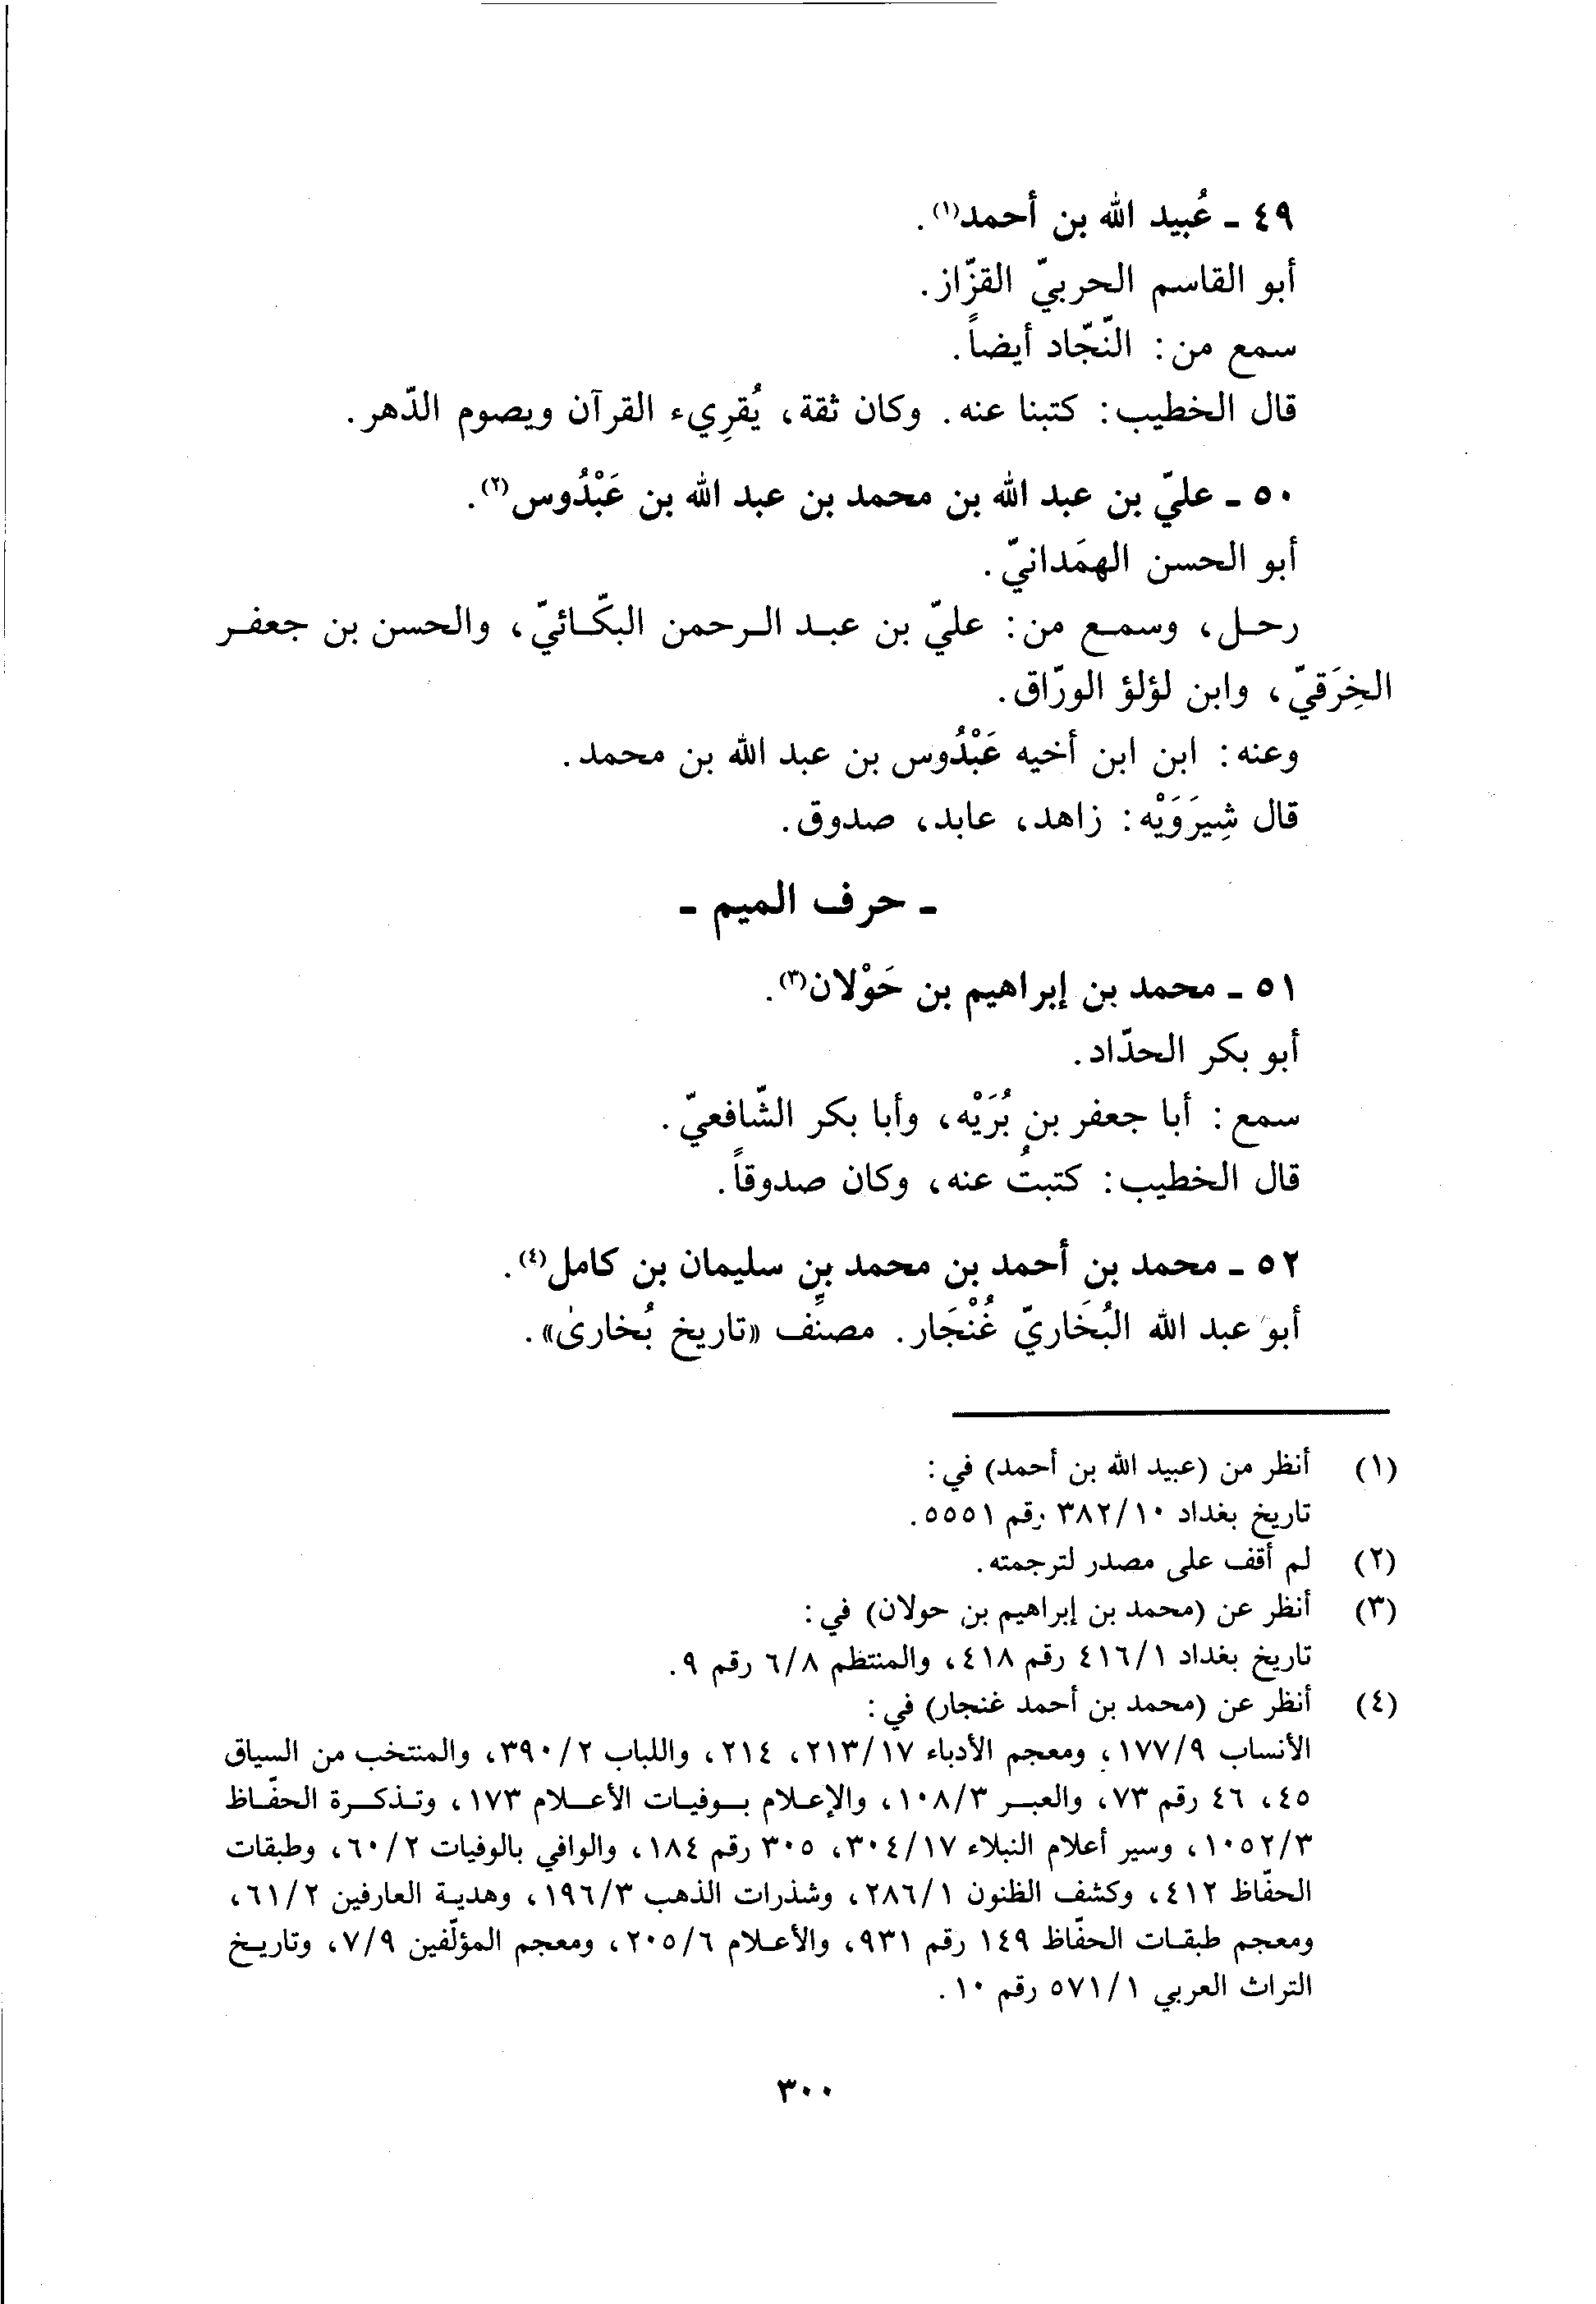 ٤٩ ـ عُبيد الله بن أحمد(١).
أبو القاسم الحربيّ القزّاز.
سمع من: النّجّاد أيضاً.
قال الخطيب: كتبنا عنه. وكان ثقة، يُقرِيء القرآن ويصوم الدّهر.
٥٠ ـ عليّ بن عبد الله بن محمد بن عبد الله بن عَبْدُوس(٢).
أبو الحسن الهمَدانيّ.
رحل، وسمع من: عليّ بن عبد الرحمن البكّائيّ، والحسن بن جعفر
الخِرَقيّ، وابن لؤلؤ الورّاق.
وعنه: ابن ابن أخيه عَبْدُوس بن عبد الله بن محمد.
قال شِيرَوَيْه: زاهد، عابد، صدوق.
ـ حرف الميم ـ
٥١ ـ محمد بن إبراهيم بن حَوْلان(٣).
أبو بكر الحدّاد.
سمع: أبا جعفر بن بُرَيْه، وأبا بكر الشّافعيّ.
قال الخطيب: كتبتُ عنه، وكان صدوقاً.
٥٢ ـ محمد بن أحمد بن محمد بن سليمان بن كامل(٤).
أبو عبد الله البُخَاريّ غُنْجَار. مصنِّف «تاريخ بُخارىٰ».
(١) أنظر من (عبيد الله بن أحمد) في:
تاريخ بغداد ٣٨٢/١٠ رقم ٥٥٥١.
(٢) لم أقف على مصدر لترجمته.
(٣) أنظر عن (محمد بن إبراهيم بن حولان) في:
تاريخ بغداد ٤١٦/١ رقم ٤١٨، والمنتظم ٦/٨ رقم ٩.
(٤) أنظر عن (محمد بن أحمد غنجار) في:
الأنساب ١٧٧/٩، ومعجم الأدباء ٢١٣/١٧، ٢١٤، واللباب ٣٩٠/٢، والمنتخب من السياق
٤٥، ٤٦ رقم ٧٣، والعبر ١٠٨/٣، والإعلام بوفيات الأعلام ١٧٣، وتذكرة الحفّاظ
١٠٥٢/٣، وسير أعلام النبلاء ٣٠٤/١٧، ٣٠٥ رقم ١٨٤، والوافي بالوفيات ٦٠/٢، وطبقات
الحفّاظ ٤١٢، وكشف الظنون ٢٨٦/١، وشذرات الذهب ١٩٦/٣، وهدية العارفين ٦١/٢،
ومعجم طبقات الحفّاظ ١٤٩ رقم ٩٣١، والأعلام ٢٠٥/٦، ومعجم المؤلّفين ٧/٩، وتاريخ
التراث العربي ٥٧١/١ رقم ١٠.
٣٠٠